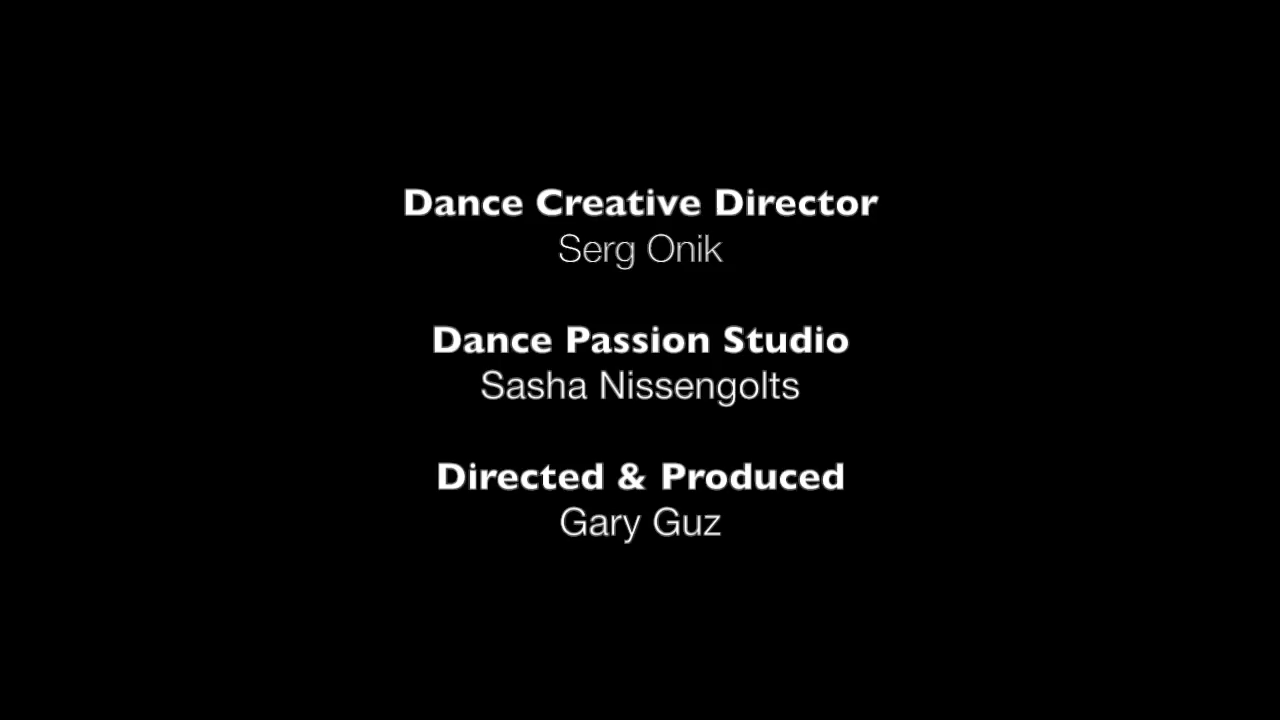 Dance Creative Director
Serg Onik
Dance Passion Studio
Sasha Nissengolts
Directed & Produced
Gary Guz